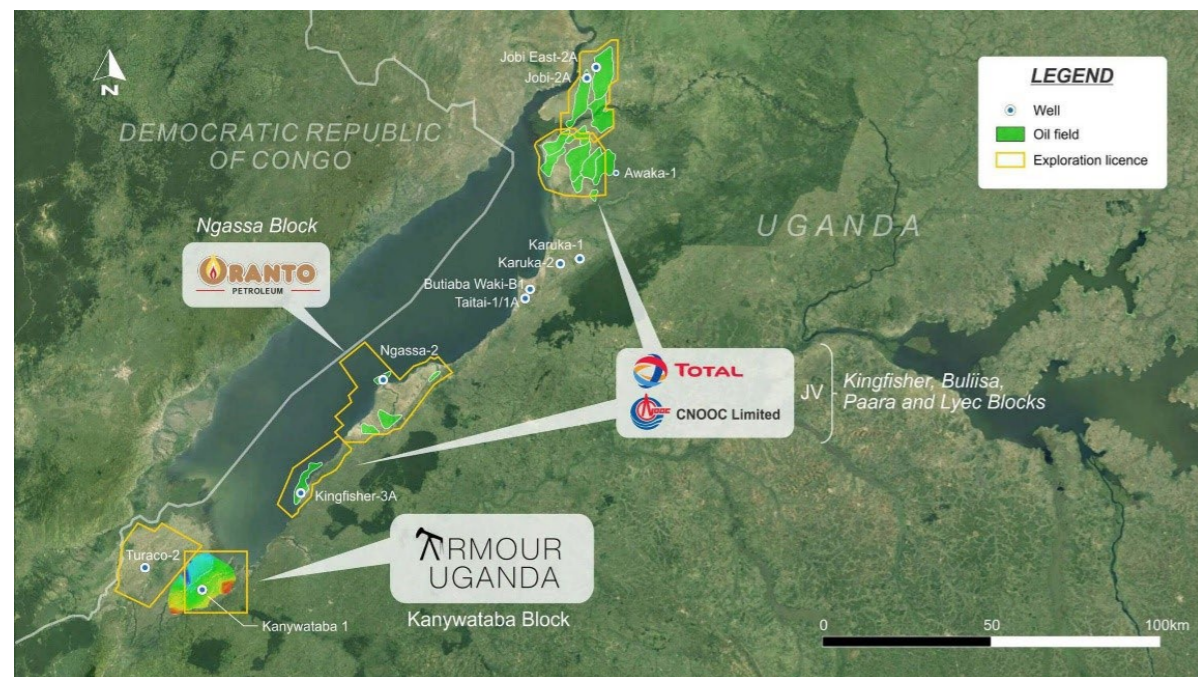 N
DEMOCRATIC REPUBLIC
OF CONGO
Jobi East-2A
Jobi-2A
Awaka-1
LEGEND
Well
Oil field
Exploration licence
UGANDA
Ngassa Block
ORANTO
PETROLEUM
Karuka-1
Karuka-2
Butiaba Waki-B1
Taitai-1/1A
Ngassa-2
TOTAL
CNOOC
CNOOC Limited
JV
Kingfisher, Buliisa,
Paara and Lyec Blocks
Kingfisher-3A
Turaco-2
Kanywataba 1
ARMOUR
UGANDA
Kanywataba Block
0 50 100km